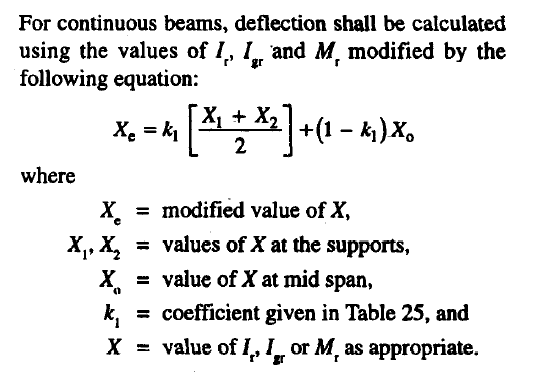 For continuous beams, deflection shall be calculated
using the values of I_r, I_gr and M_r modified by the
following equation:
X_e = k_1 [ (X_1 + X_2) / 2 ] + (1 − k_1) X_o
where
X_e = modified value of X,
X_1, X_2 = values of X at the supports,
X_o = value of X at mid span,
k_1 = coefficient given in Table 25, and
X = value of I_r, I_gr or M_r as appropriate.